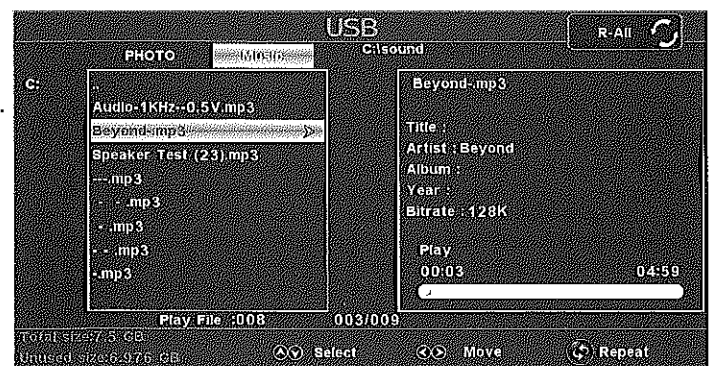 USB
R-All
PHOTO Music C:\sound
C:
..
Audio-1KHz--0.5V.mp3
Beyond-.mp3
Speaker Test (23).mp3
---.mp3
- - .mp3
- .mp3
- - .mp3
-.mp3
Beyond-.mp3
Title :
Artist : Beyond
Album :
Year :
Bitrate :128K
Play
00:03 04:59
Play File :008 003/009
Total size:7.5 GB
Unused size:6.976 GB
Select Move Repeat